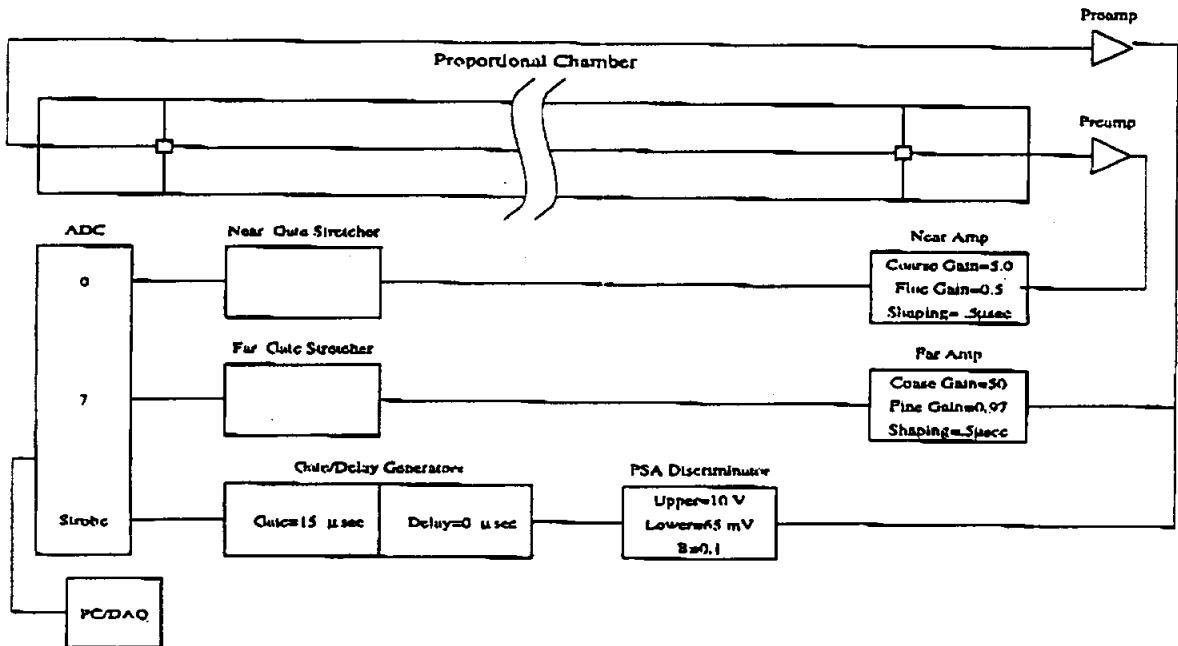 Preamp
Proportional Chamber
Preamp
ADC
0
7
Strobe
Near Gate Stretcher
Near Amp
Coarse Gain=5.0
Fine Gain=0.5
Shaping= .5μsec
Far Gate Stretcher
Far Amp
Coase Gain=50
Fine Gain=0.97
Shaping=.5μsec
Gate/Delay Generators
Gate=15 μsec
Delay=0 μsec
PSA Discriminator
Upper=10 V
Lower=65 mV
B=0.1
PC/DAQ